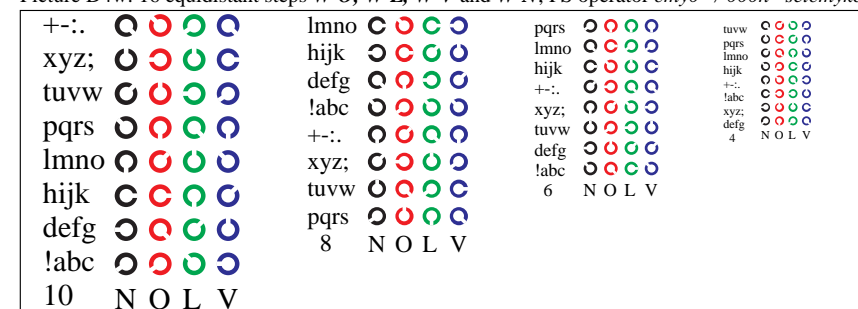 +-:.
xyz;
tuvw
pqrs
lmno
hijk
defg
!abc
10 N O L V
lmno
hijk
defg
!abc
+-:.
xyz;
tuvw
pqrs
8 N O L V
pqrs
lmno
hijk
+-:.
xyz;
tuvw
defg
!abc
6 N O L V
tuvw
pqrs
lmno
hijk
+-:.
!abc
xyz;
defg
4 N O L V